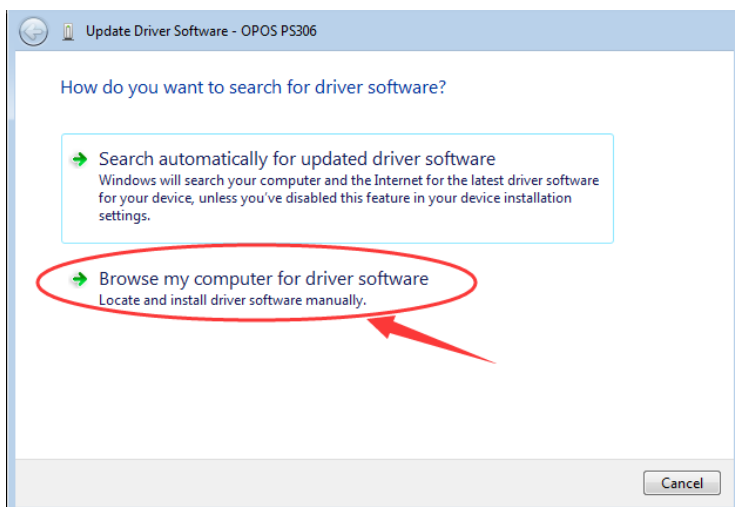 Update Driver Software - OPOS PS306
How do you want to search for driver software?
Search automatically for updated driver software
Windows will search your computer and the Internet for the latest driver software
for your device, unless you've disabled this feature in your device installation
settings.
Browse my computer for driver software
Locate and install driver software manually.
Cancel